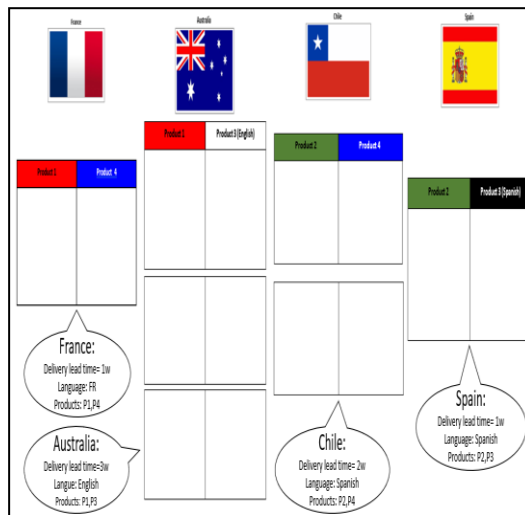 France
Australia
Chile
Spain
Product 1
Product 3 (English)
Product 2
Product 4
Product 1
Product 4
Product 2
Product 3 (Spanish)
France:
Delivery lead time= 1w
Language: FR
Products: P1,P4
Australia:
Delivery lead time=3w
Langue: English
Products: P1,P3
Chile:
Delivery lead time= 2w
Language: Spanish
Products: P2,P4
Spain:
Delivery lead time= 1w
Language: Spanish
Products: P2,P3